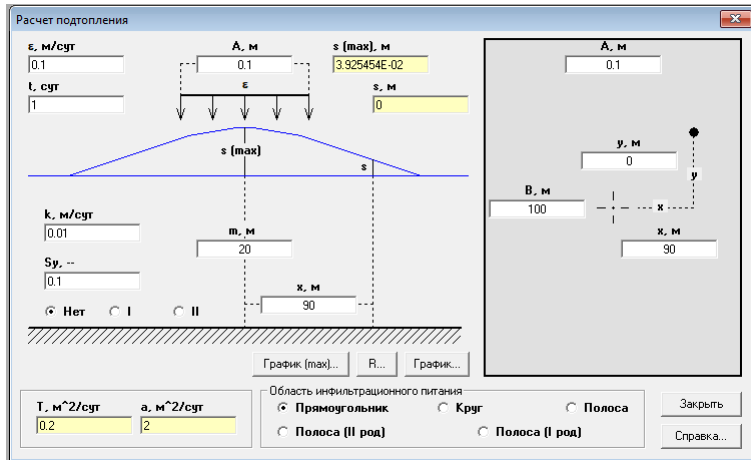 Расчет подтопления
ε, м/сут
0.1
t, сут
1
A, м
0.1
ε
s (max), м
3.925454E-02
s, м
0
s (max)
s
k, м/сут
0.01
Sy, --
0.1
Нет I II
m, м
20
x, м
90
A, м
0.1
y, м
0
y
B, м
100
x
x, м
90
График (max)... R... График...
T, м^2/сут
0.2
a, м^2/сут
2
Область инфильтрационного питания
Прямоугольник Круг Полоса
Полоса (II род) Полоса (I род)
Закрыть
Справка...